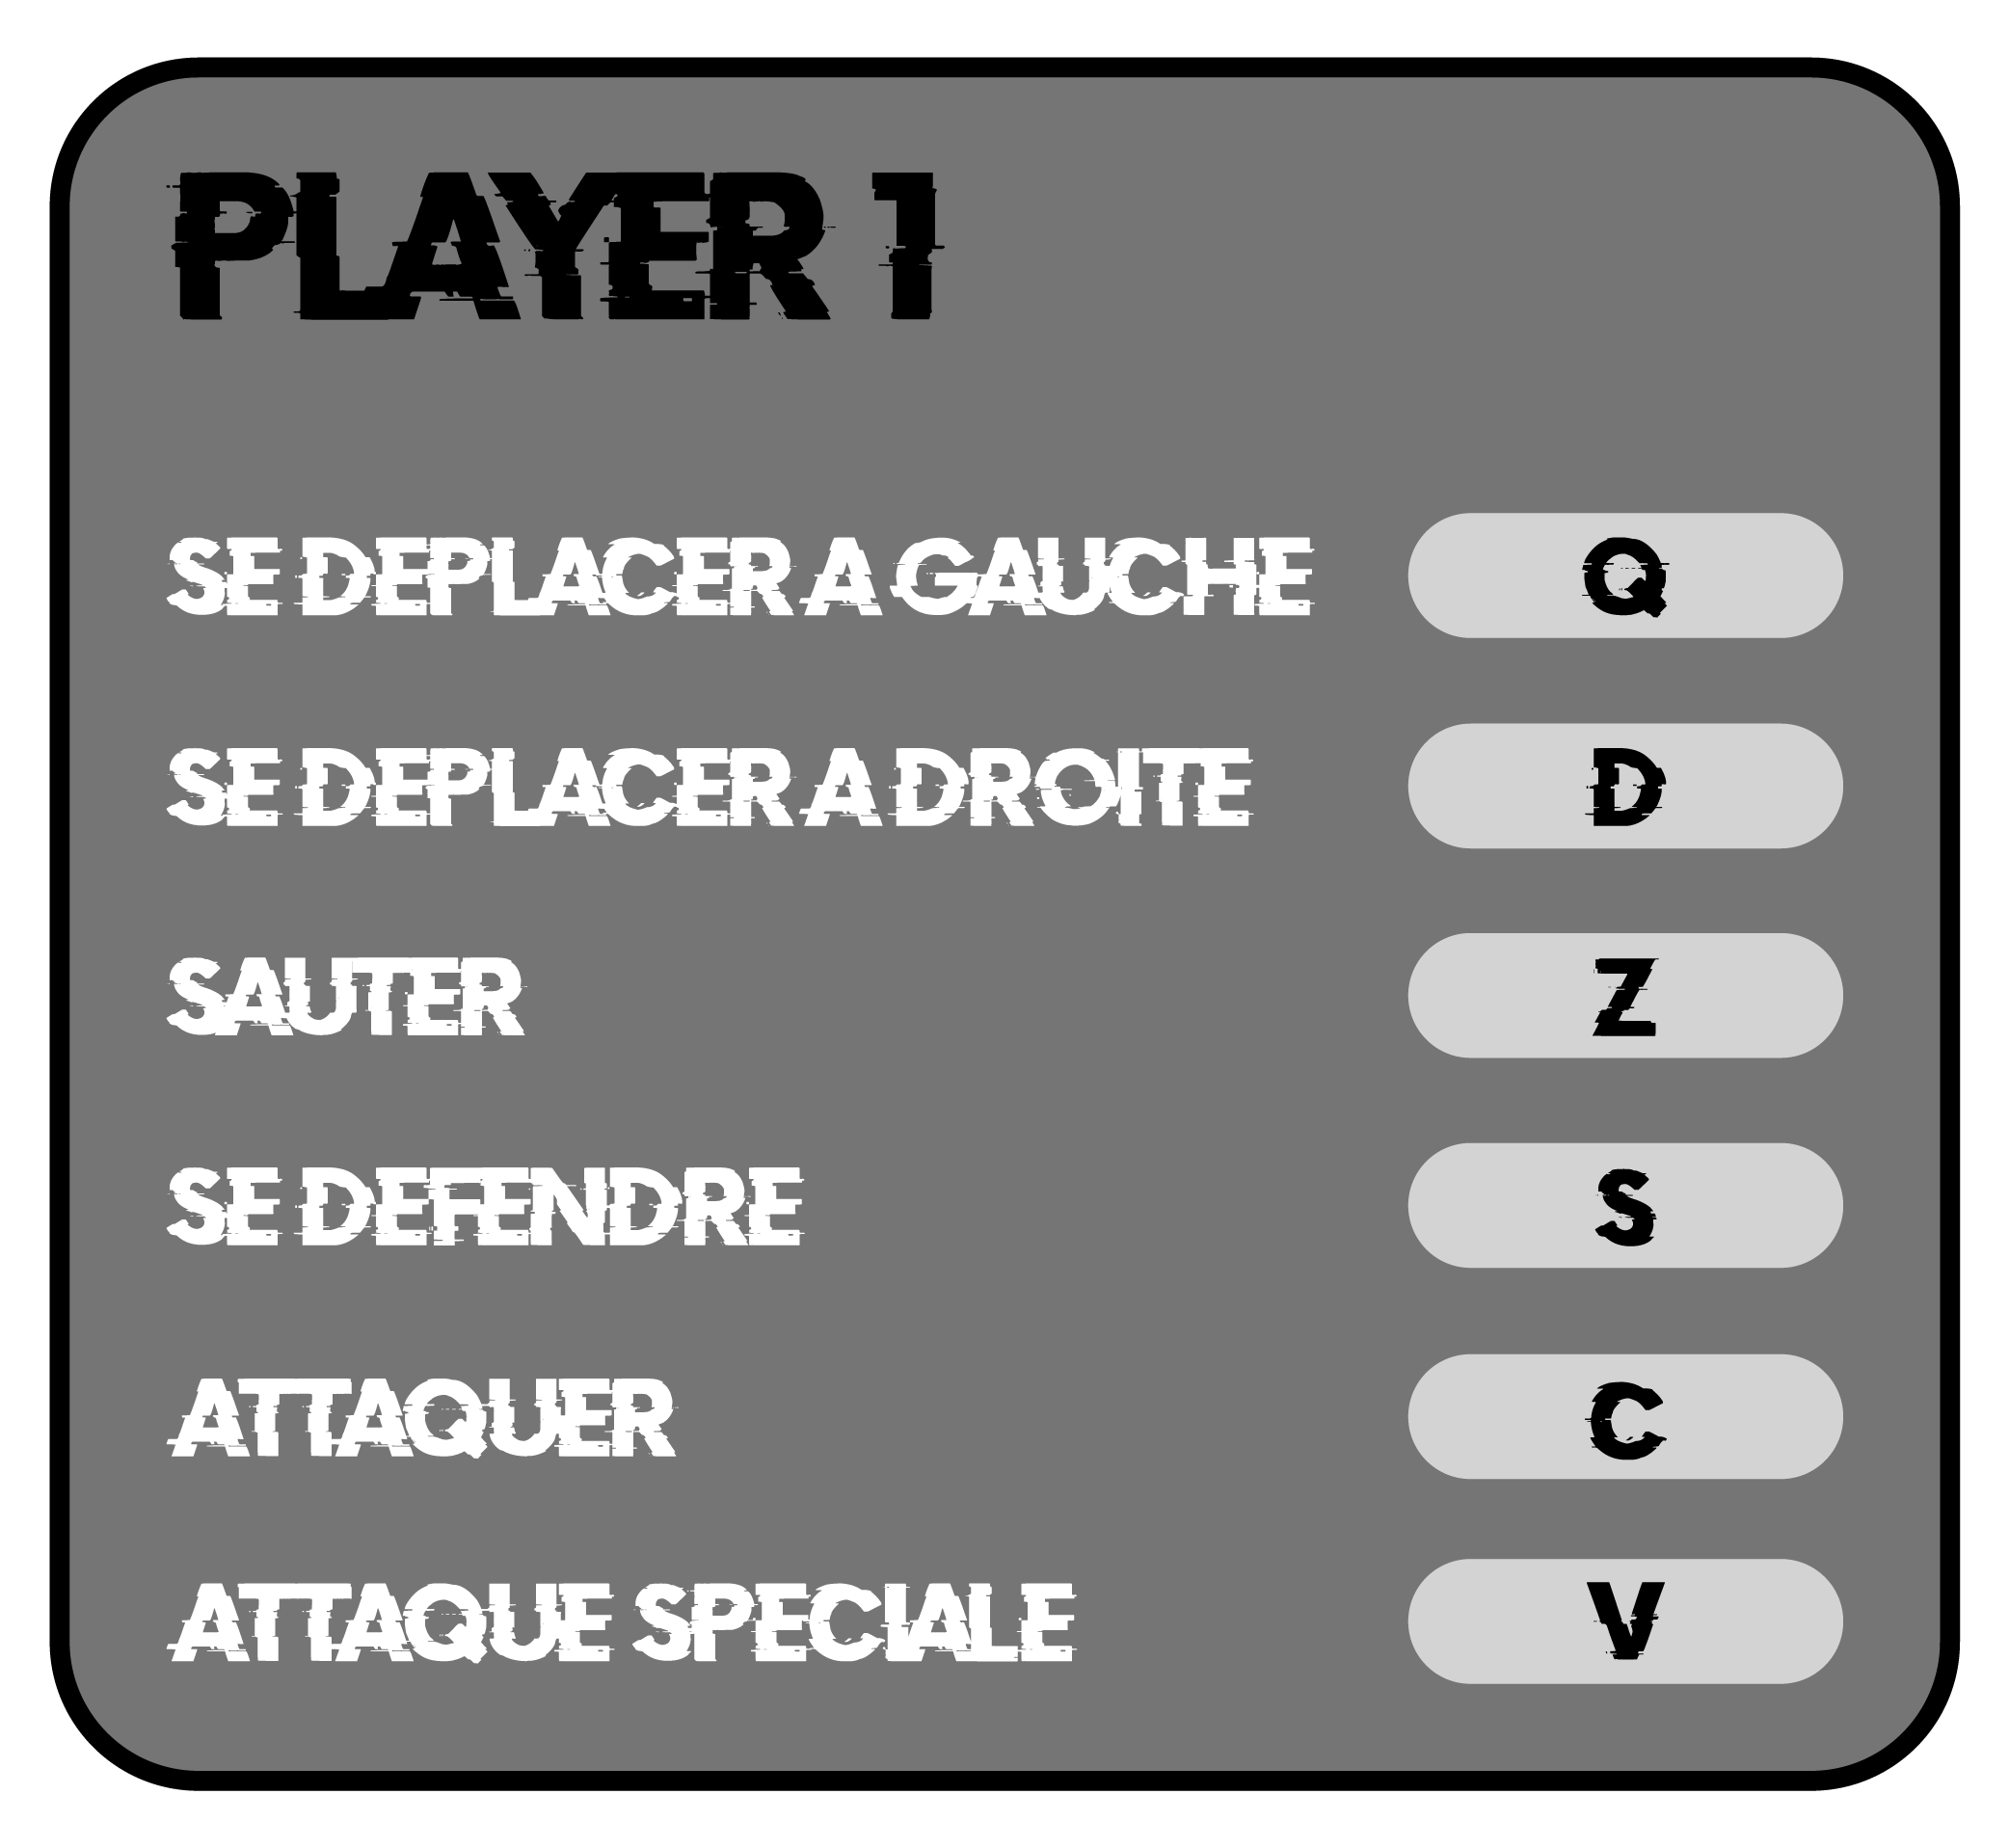 PLAYER 1
SE DEPLACER A GAUCHE Q
SE DEPLACER A DROITE D
SAUTER Z
SE DEFENDRE S
ATTAQUER C
ATTAQUE SPECIALE V